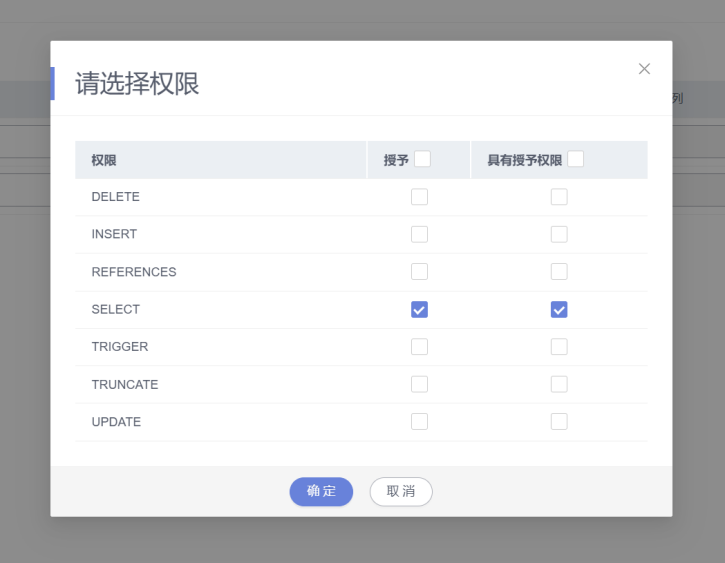 请选择权限
列
权限 授予 具有授予权限
DELETE
INSERT
REFERENCES
SELECT
TRIGGER
TRUNCATE
UPDATE
确定 取消